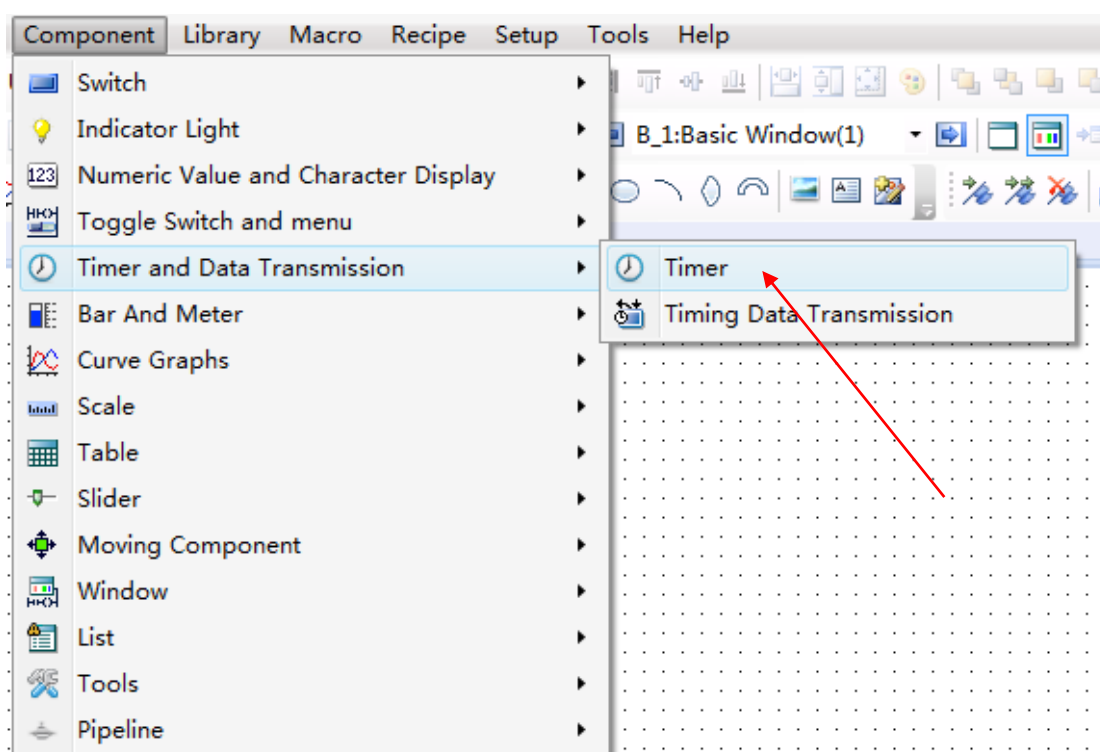 Component Library Macro Recipe Setup Tools Help
Switch
Indicator Light
B_1:Basic Window(1)
123 Numeric Value and Character Display
Toggle Switch and menu
Timer and Data Transmission
Timer
Bar And Meter
Timing Data Transmission
Curve Graphs
Scale
Table
Slider
Moving Component
Window
List
Tools
Pipeline